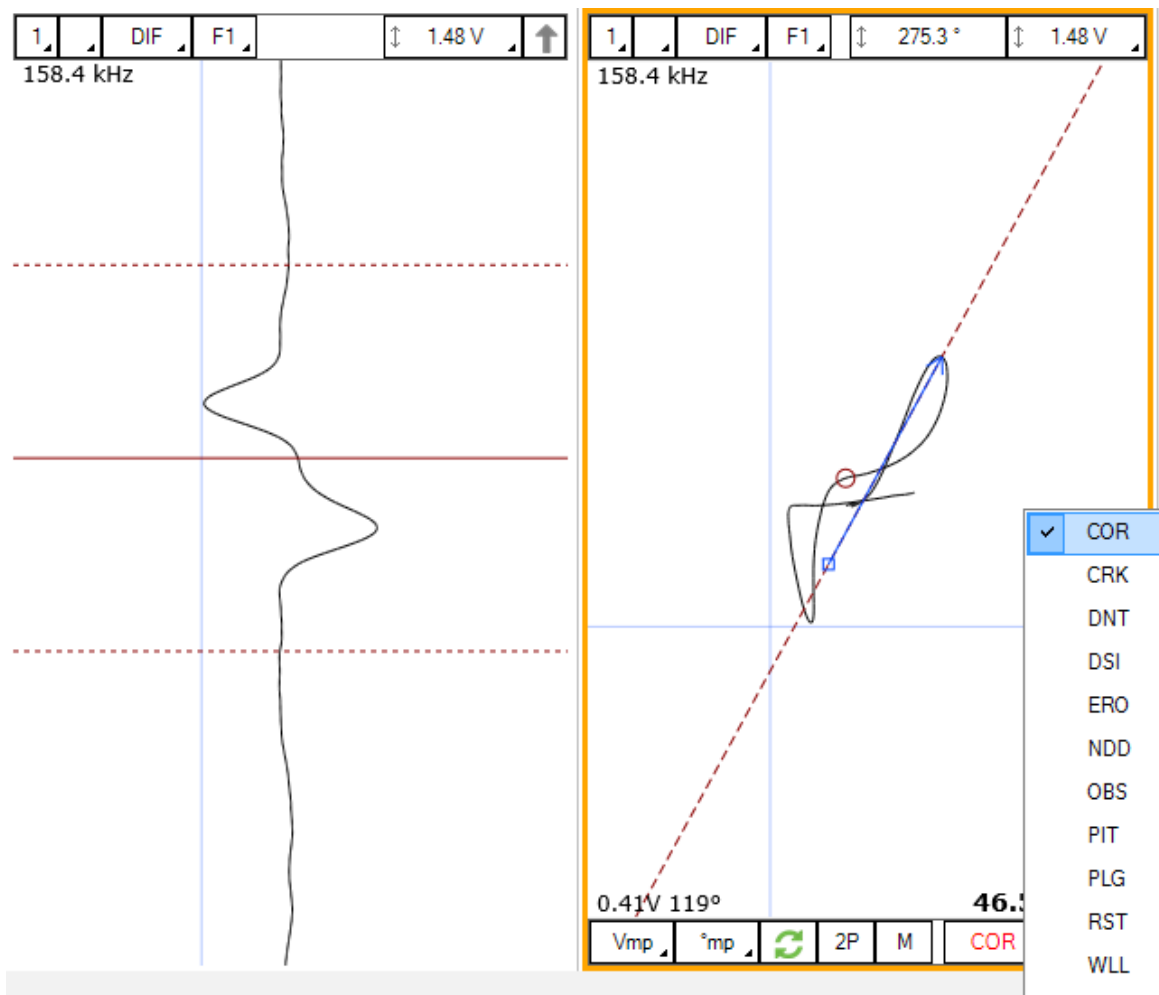 1 DIF F1 ↕ 1.48 V
158.4 kHz
1 DIF F1 ↕ 275.3 ° ↕ 1.48 V
158.4 kHz
COR
CRK
DNT
DSI
ERO
NDD
OBS
PIT
PLG
RST
WLL
0.41V 119º
Vmp °mp 2P M COR